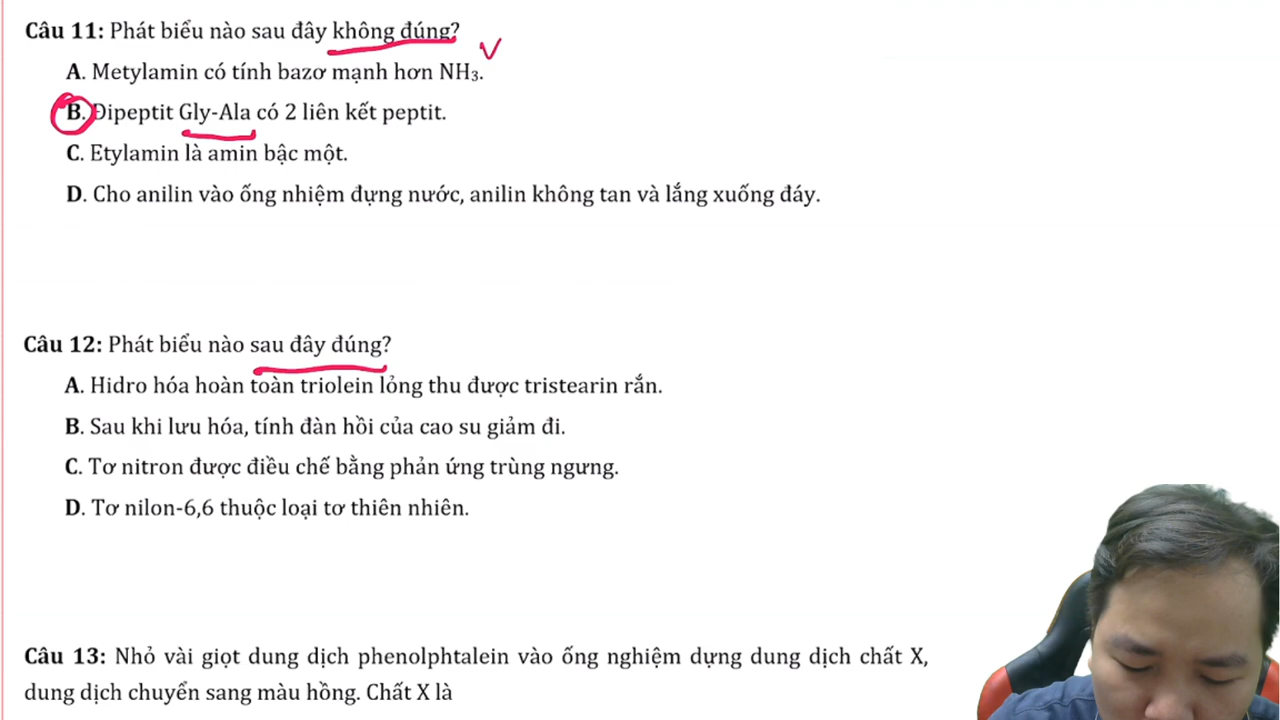 Câu 11: Phát biểu nào sau đây không đúng?
A. Metylamin có tính bazơ mạnh hơn NH₃.
B. Đipeptit Gly-Ala có 2 liên kết peptit.
C. Etylamin là amin bậc một.
D. Cho anilin vào ống nhiệm đựng nước, anilin không tan và lắng xuống đáy.
Câu 12: Phát biểu nào sau đây đúng?
A. Hidro hóa hoàn toàn triolein lỏng thu được tristearin rắn.
B. Sau khi lưu hóa, tính đàn hồi của cao su giảm đi.
C. Tơ nitron được điều chế bằng phản ứng trùng ngưng.
D. Tơ nilon-6,6 thuộc loại tơ thiên nhiên.
Câu 13: Nhỏ vài giọt dung dịch phenolphtalein vào ống nghiệm dựng dung dịch chất X,
dung dịch chuyển sang màu hồng. Chất X là